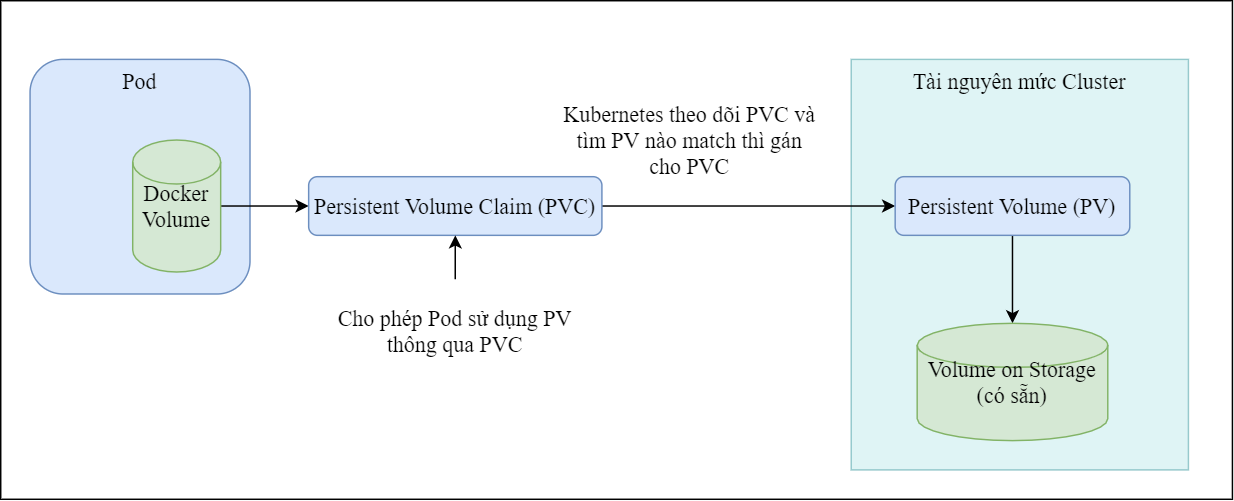 Pod
Docker
Volume
Persistent Volume Claim (PVC)
Cho phép Pod sử dụng PV
thông qua PVC
Kubernetes theo dõi PVC và
tìm PV nào match thì gán
cho PVC
Tài nguyên mức Cluster
Persistent Volume (PV)
Volume on Storage
(có sẵn)